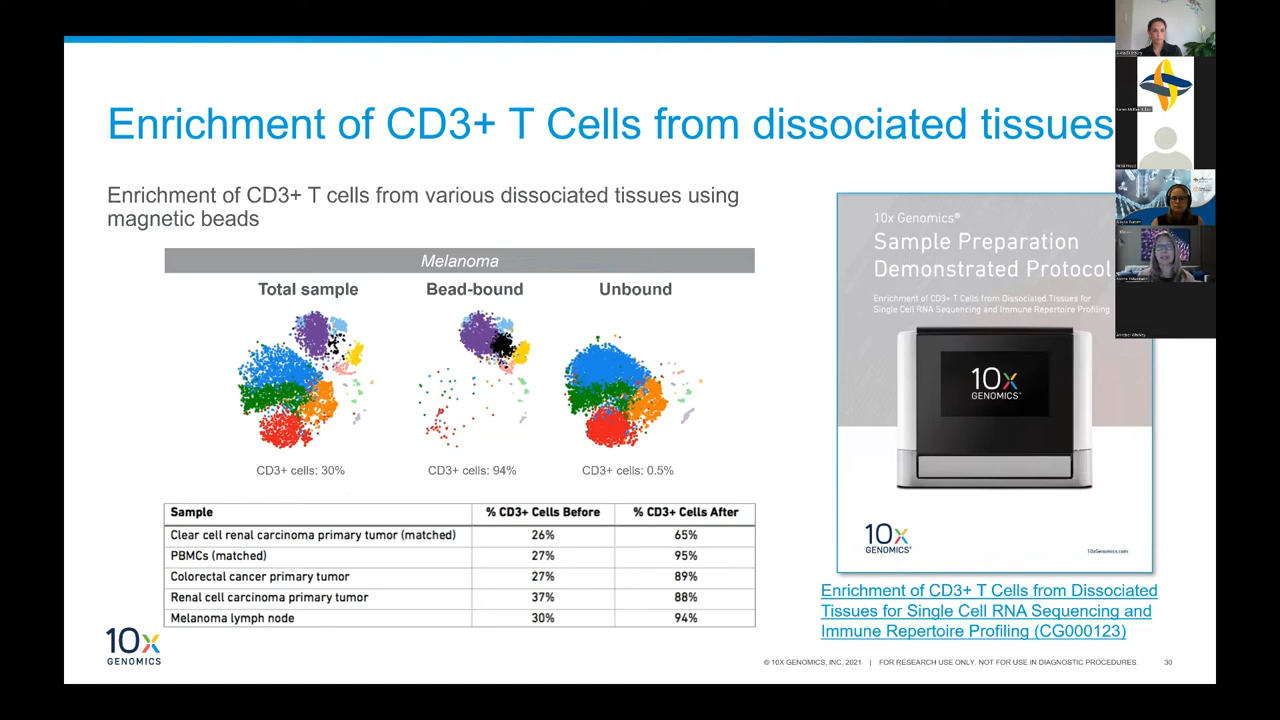 Enrichment of CD3+ T Cells from dissociated tissues
Enrichment of CD3+ T cells from various dissociated tissues using
magnetic beads
Melanoma
Total sample Bead-bound Unbound
CD3+ cells: 30% CD3+ cells: 94% CD3+ cells: 0.5%
Sample % CD3+ Cells Before % CD3+ Cells After
Clear cell renal carcinoma primary tumor (matched) 26% 65%
PBMCs (matched) 27% 95%
Colorectal cancer primary tumor 27% 89%
Renal cell carcinoma primary tumor 37% 88%
Melanoma lymph node 30% 94%
10x Genomics®
Sample Preparation
Demonstrated Protocol
Enrichment of CD3+ T Cells from Dissociated Tissues for
Single Cell RNA Sequencing and Immune Repertoire Profiling
10x
GENOMICS
10x
GENOMICS®
10xGenomics.com
Enrichment of CD3+ T Cells from Dissociated
Tissues for Single Cell RNA Sequencing and
Immune Repertoire Profiling (CG000123)
10x
GENOMICS
© 10X GENOMICS, INC. 2021 | FOR RESEARCH USE ONLY. NOT FOR USE IN DIAGNOSTIC PROCEDURES. 30